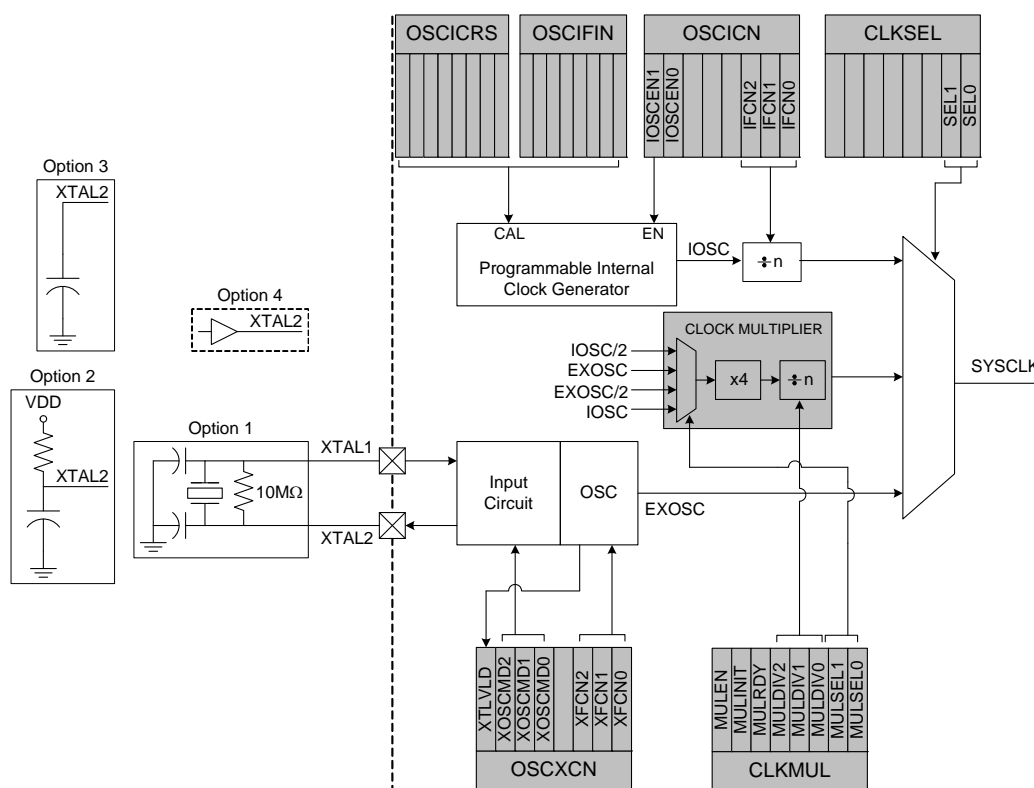 OSCICRS
OSCIFIN
OSCICN
CLKSEL
IOSCEN1
IOSCEN0
IFCN2
IFCN1
IFCN0
SEL1
SEL0
Option 3
XTAL2
CAL
EN
Programmable Internal
Clock Generator
IOSC
÷n
Option 4
XTAL2
CLOCK MULTIPLIER
IOSC/2
EXOSC
EXOSC/2
IOSC
x4
÷n
SYSCLK
Option 2
VDD
XTAL2
Option 1
10MΩ
XTAL1
XTAL2
Input
Circuit
OSC
EXOSC
XTLVLD
XOSCMD2
XOSCMD1
XOSCMD0
XFCN2
XFCN1
XFCN0
OSCXCN
MULEN
MULINIT
MULRDY
MULDIV2
MULDIV1
MULDIV0
MULSEL1
MULSEL0
CLKMUL